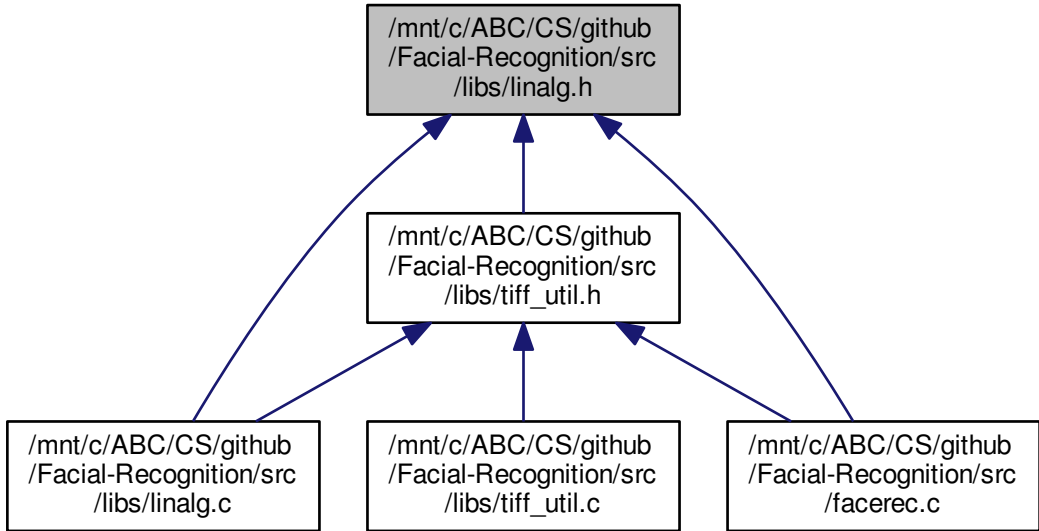 /mnt/c/ABC/CS/github
/Facial-Recognition/src
/libs/linalg.h
/mnt/c/ABC/CS/github
/Facial-Recognition/src
/libs/tiff_util.h
/mnt/c/ABC/CS/github
/Facial-Recognition/src
/libs/linalg.c
/mnt/c/ABC/CS/github
/Facial-Recognition/src
/libs/tiff_util.c
/mnt/c/ABC/CS/github
/Facial-Recognition/src
/facerec.c